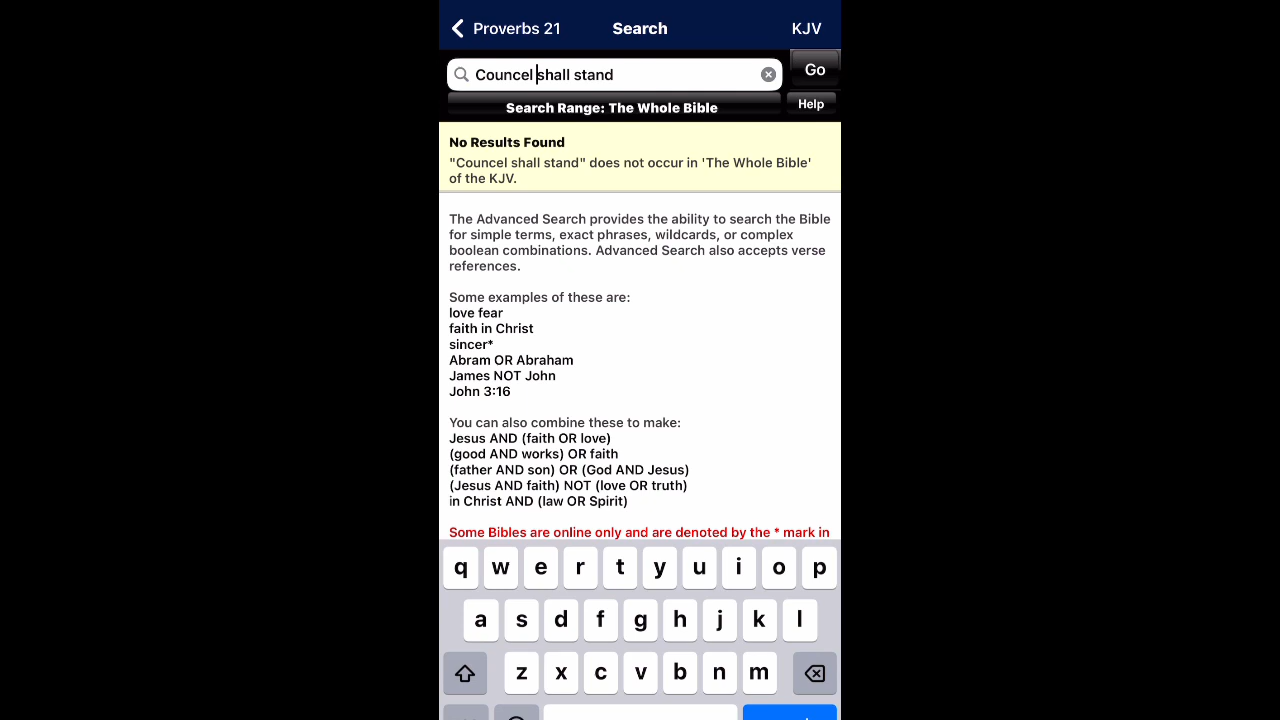 Proverbs 21 Search KJV
Councel shall stand Go
Search Range: The Whole Bible Help
No Results Found
"Councel shall stand" does not occur in 'The Whole Bible'
of the KJV.
The Advanced Search provides the ability to search the Bible
for simple terms, exact phrases, wildcards, or complex
boolean combinations. Advanced Search also accepts verse
references.
Some examples of these are:
love fear
faith in Christ
sincer*
Abram OR Abraham
James NOT John
John 3:16
You can also combine these to make:
Jesus AND (faith OR love)
(good AND works) OR faith
(father AND son) OR (God AND Jesus)
(Jesus AND faith) NOT (love OR truth)
in Christ AND (law OR Spirit)
Some Bibles are online only and are denoted by the * mark in
q w e r t y u i o p
a s d f g h j k l
z x c v b n m